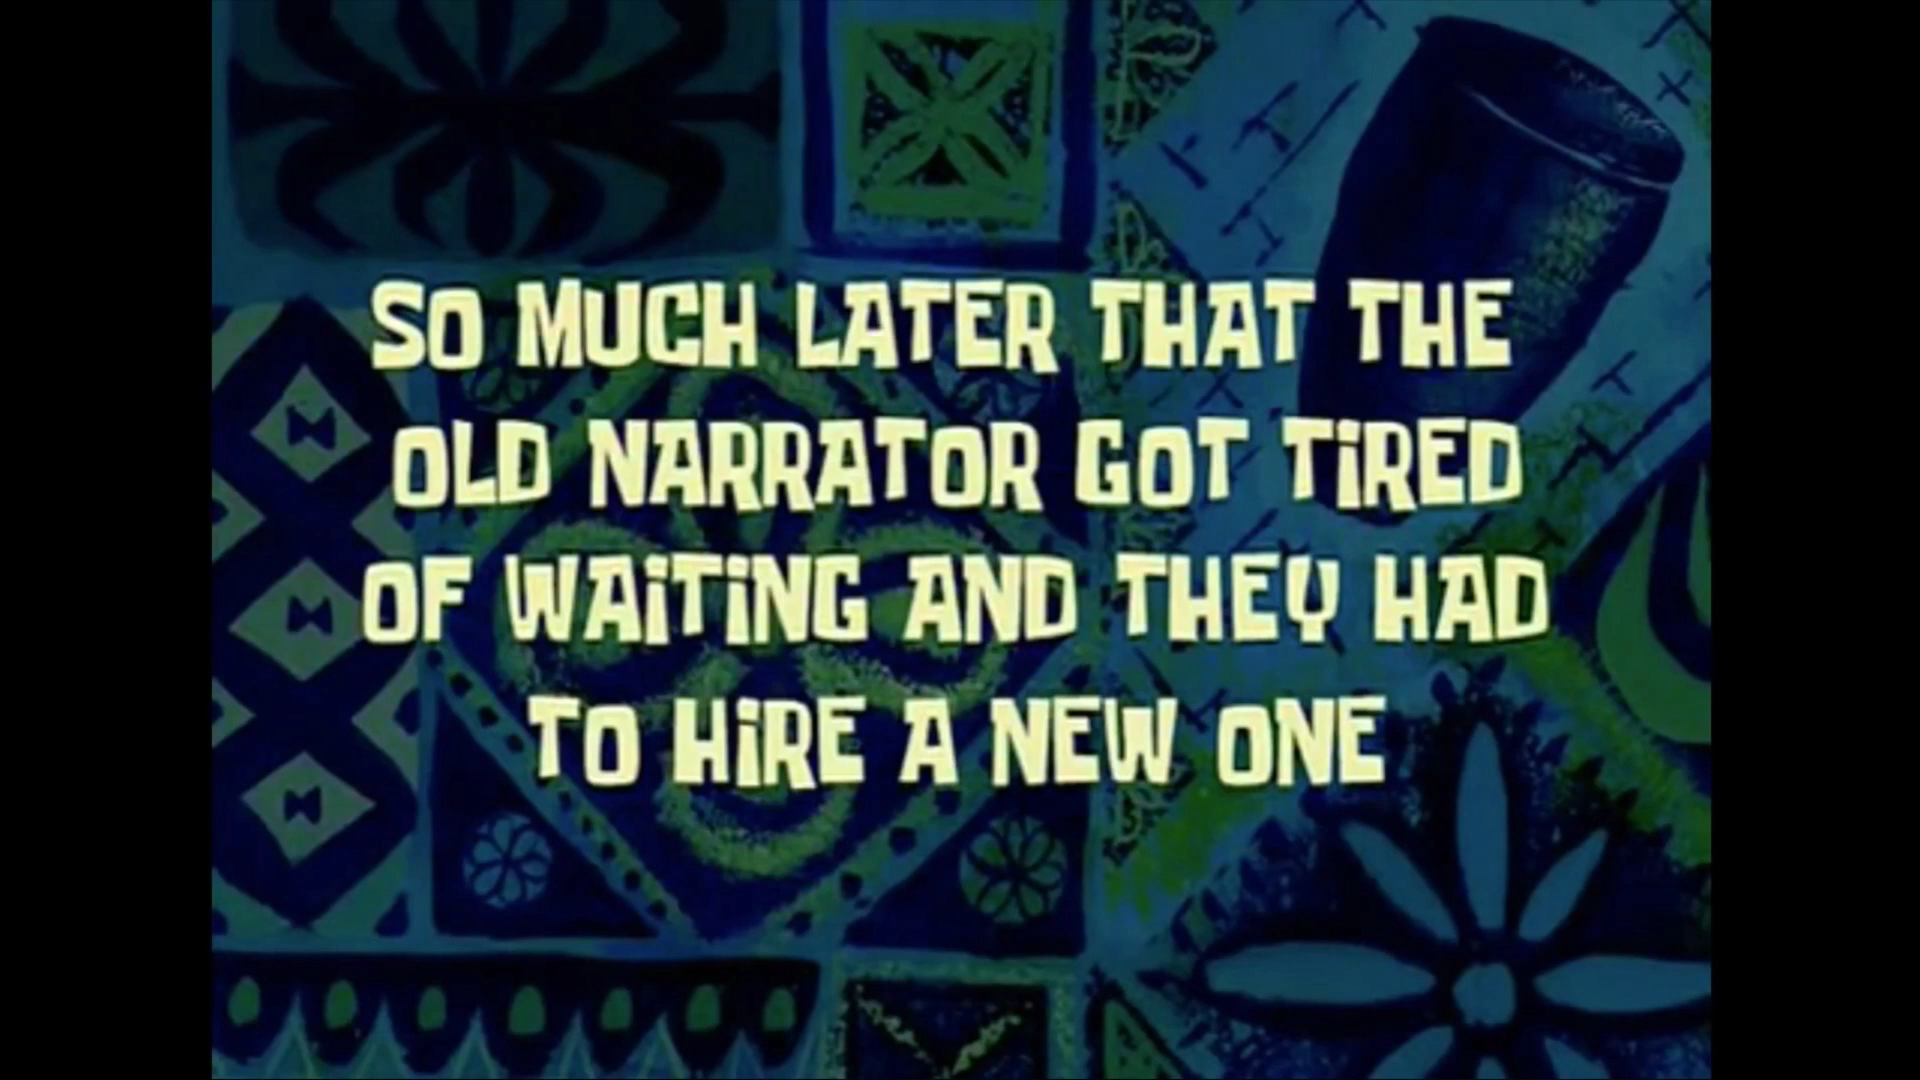 SO MUCH LATER THAT THE
OLD NARRATOR GOT TiRED
OF WAiTiNG AND THEY HAD
TO HiRE A NEW ONE